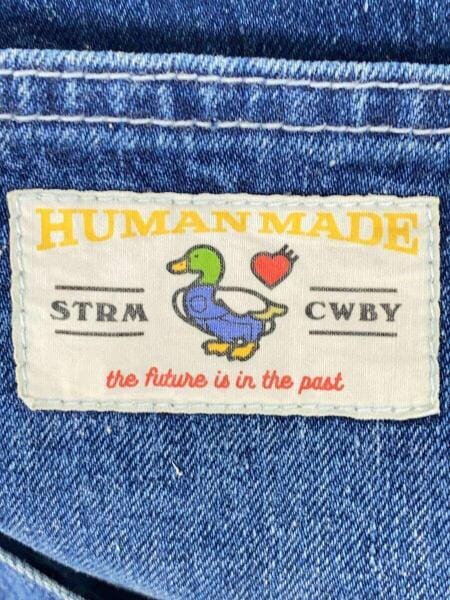 HUMAN MADE
STRM CWBY
the future is in the past